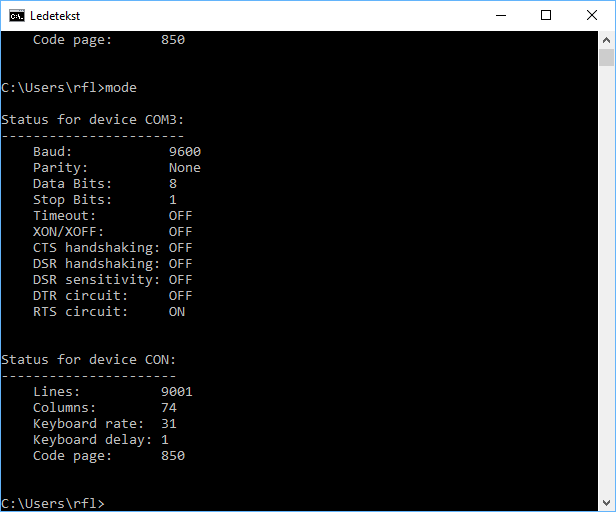 Ledetekst
    Code page:      850
C:\Users\rfl>mode
Status for device COM3:
-----------------------
    Baud:            9600
    Parity:          None
    Data Bits:       8
    Stop Bits:       1
    Timeout:         OFF
    XON/XOFF:        OFF
    CTS handshaking: OFF
    DSR handshaking: OFF
    DSR sensitivity: OFF
    DTR circuit:     OFF
    RTS circuit:     ON
Status for device CON:
----------------------
    Lines:          9001
    Columns:        74
    Keyboard rate:  31
    Keyboard delay: 1
    Code page:      850
C:\Users\rfl>